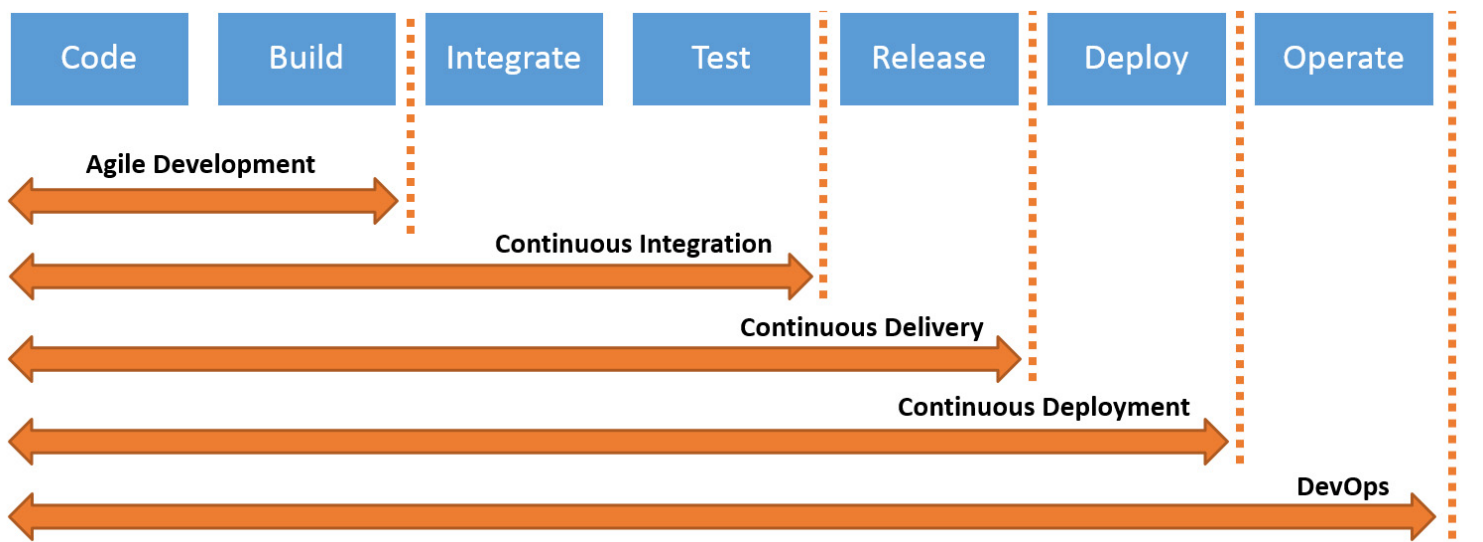 Code
Build
Integrate
Test
Release
Deploy
Operate
Agile Development
Continuous Integration
Continuous Delivery
Continuous Deployment
DevOps